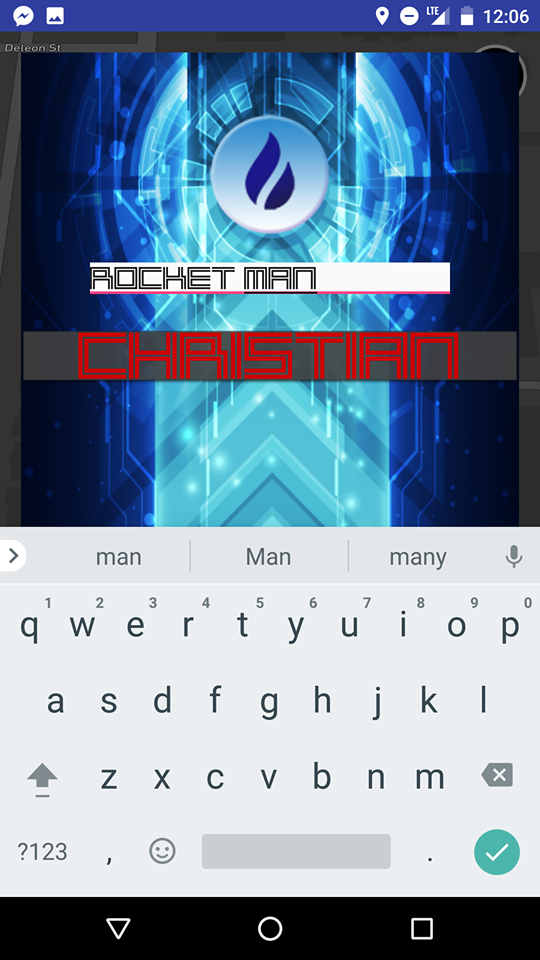 LTE 12:06
Deleon St
ROCKET MAN
CHRISTIAN
man Man many
1 2 3 4 5 6 7 8 9 0
q w e r t y u i o p
a s d f g h j k l
z x c v b n m
?123 , .